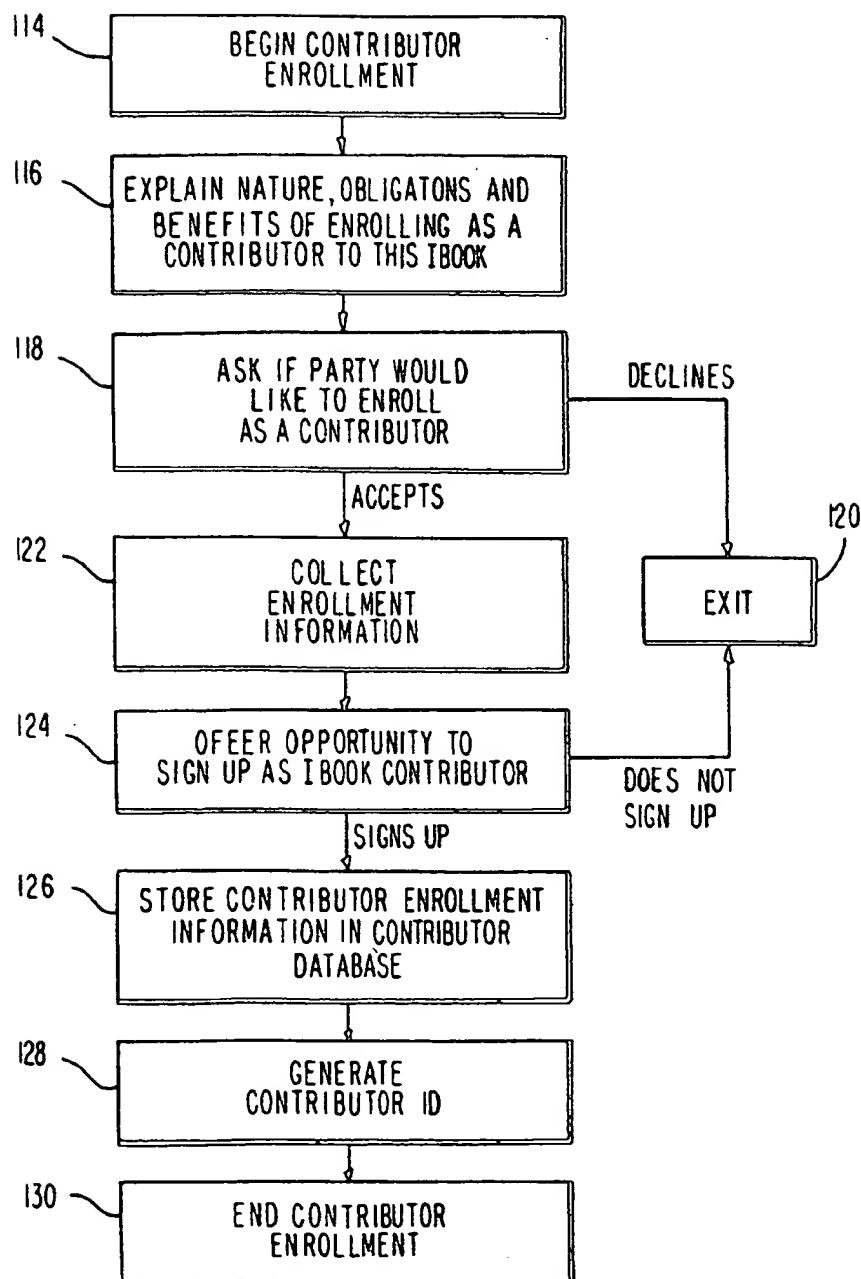 114
BEGIN CONTRIBUTOR
ENROLLMENT
116
EXPLAIN NATURE, OBLIGATONS AND
BENEFITS OF ENROLLING AS A
CONTRIBUTOR TO THIS IBOOK
118
ASK IF PARTY WOULD
LIKE TO ENROLL
AS A CONTRIBUTOR
DECLINES
ACCEPTS
120
EXIT
122
COLLECT
ENROLLMENT
INFORMATION
124
OFEER OPPORTUNITY TO
SIGN UP AS IBOOK CONTRIBUTOR
DOES NOT
SIGN UP
SIGNS UP
126
STORE CONTRIBUTOR ENROLLMENT
INFORMATION IN CONTRIBUTOR
DATABASE
128
GENERATE
CONTRIBUTOR ID
130
END CONTRIBUTOR
ENROLLMENT